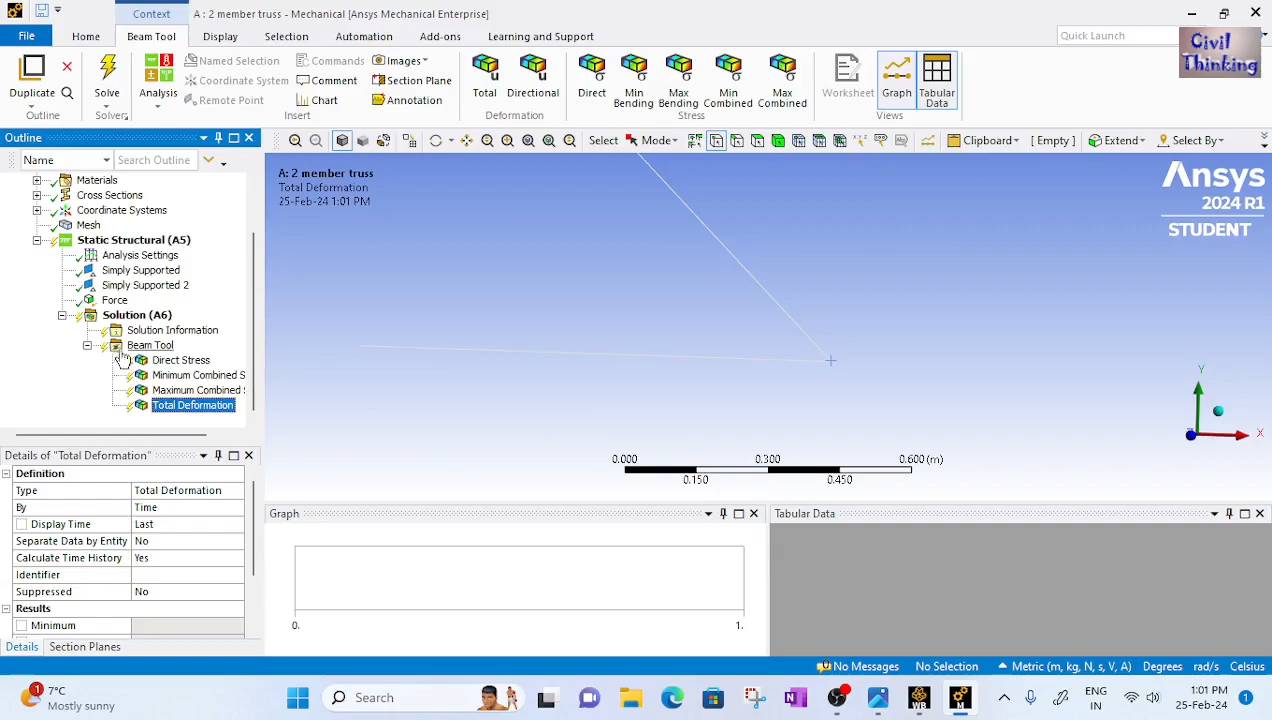 Context
A : 2 member truss - Mechanical [Ansys Mechanical Enterprise]
File
Home
Beam Tool
Display
Selection
Automation
Add-ons
Learning and Support
Quick Launch
Civil
Thinking
Duplicate
Outline
Solve
Solver
Analysis
Named Selection
Coordinate System
Remote Point
Commands
Comment
Chart
Images
Section Plane
Annotation
Insert
Total
Directional
Deformation
Direct
Min
Bending
Max
Bending
Min
Combined
Max
Combined
Stress
Worksheet
Graph
Tabular
Data
Views
Outline
Select
Mode
Clipboard
[ Empty ]
Extend
Select By
Name
Search Outline
Materials
Cross Sections
Coordinate Systems
Mesh
Static Structural (A5)
Analysis Settings
Simply Supported
Simply Supported 2
Force
Solution (A6)
Solution Information
Beam Tool
Direct Stress
Minimum Combined S
Maximum Combined
Total Deformation
A: 2 member truss
Total Deformation
25-Feb-24 1:01 PM
Ansys
2024 R1
STUDENT
Y
X
0.000
0.300
0.600 (m)
0.150
0.450
Details of "Total Deformation"
Definition
Type Total Deformation
By Time
Display Time Last
Separate Data by Entity No
Calculate Time History Yes
Identifier
Suppressed No
Results
Minimum
Details
Section Planes
Graph
0.
1.
Tabular Data
No Messages
No Selection
Metric (m, kg, N, s, V, A)
Degrees
rad/s
Celsius
1
7°C
Mostly sunny
Search
WB
M
ENG
IN
1:01 PM
25-Feb-24
1